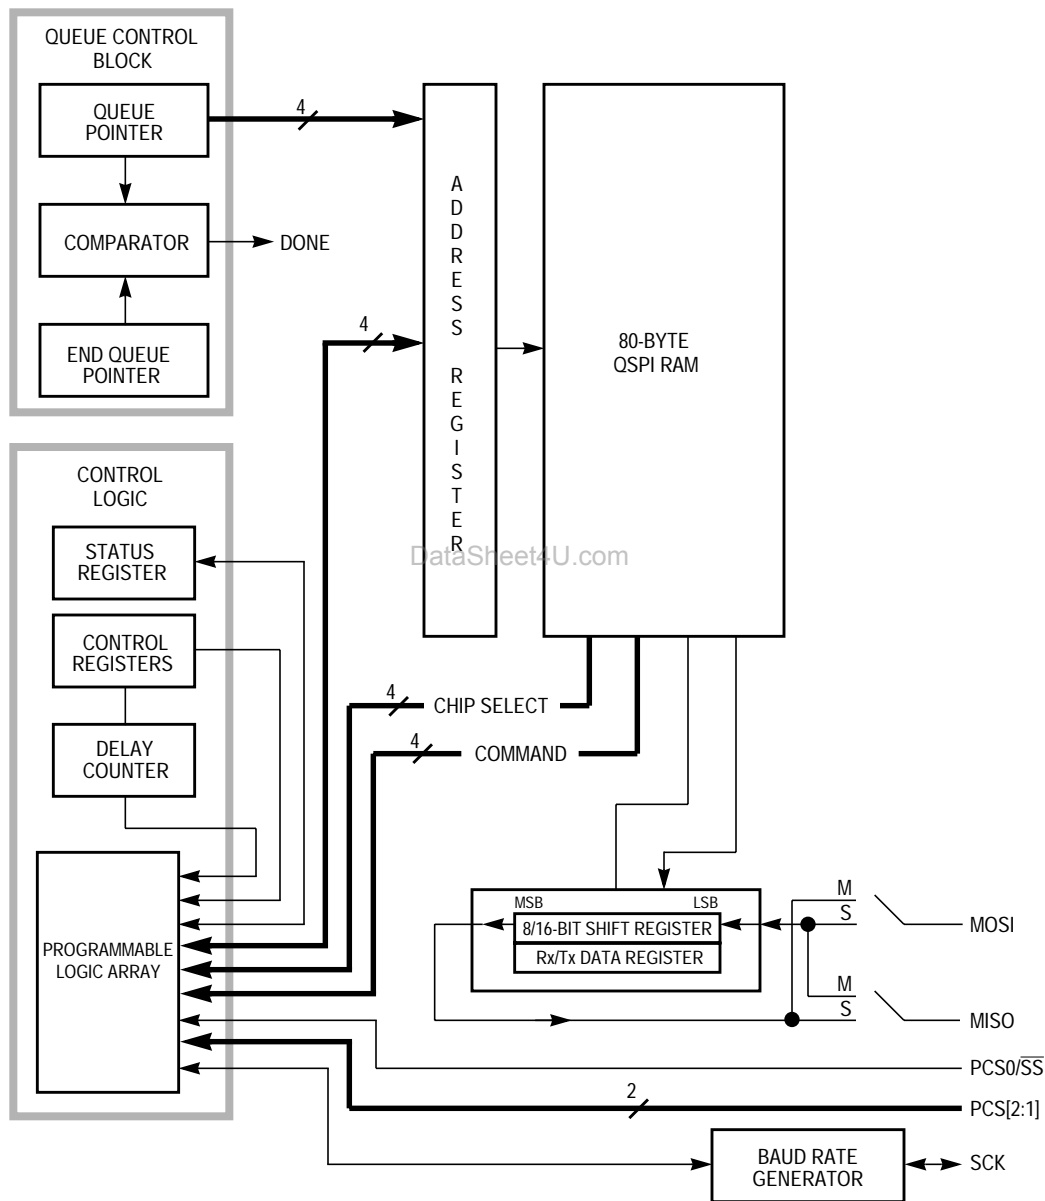 QUEUE CONTROL
BLOCK
QUEUE
POINTER
4
COMPARATOR
DONE
END QUEUE
POINTER
4
ADDRESS REGISTER
80-BYTE
QSPI RAM
DataSheet4U.com
CONTROL
LOGIC
STATUS
REGISTER
CONTROL
REGISTERS
4
CHIP SELECT
DELAY
COUNTER
4
COMMAND
MSB
LSB
8/16-BIT SHIFT REGISTER
Rx/Tx DATA REGISTER
M
S
MOSI
M
S
MISO
PROGRAMMABLE
LOGIC ARRAY
PCS0/S̅S̅
2
PCS[2:1]
BAUD RATE
GENERATOR
SCK